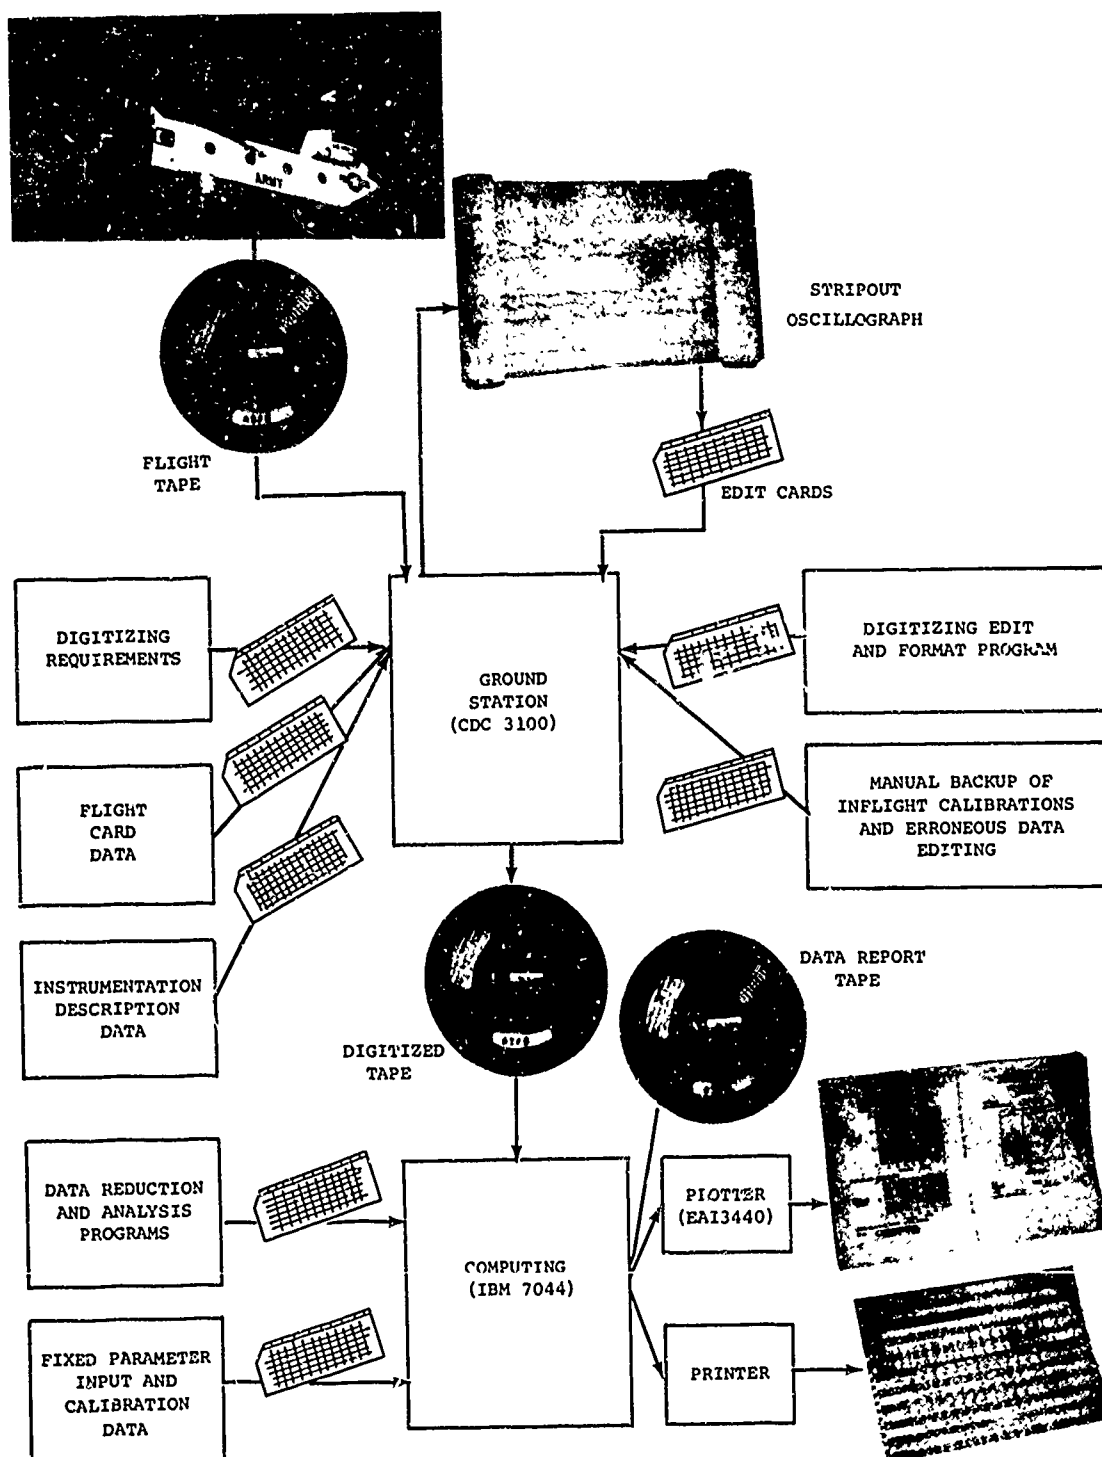 ARMY
STRIPOUT
OSCILLOGRAPH
FLIGHT
TAPE
EDIT CARDS
DIGITIZING
REQUIREMENTS
GROUND
STATION
(CDC 3100)
DIGITIZING EDIT
AND FORMAT PROGRAM
FLIGHT
CARD
DATA
MANUAL BACKUP OF
INFLIGHT CALIBRATIONS
AND ERRONEOUS DATA
EDITING
INSTRUMENTATION
DESCRIPTION
DATA
DIGITIZED
TAPE
DATA REPORT
TAPE
DATA REDUCTION
AND ANALYSIS
PROGRAMS
COMPUTING
(IBM 7044)
PLOTTER
(EAI3440)
FIXED PARAMETER
INPUT AND
CALIBRATION
DATA
PRINTER